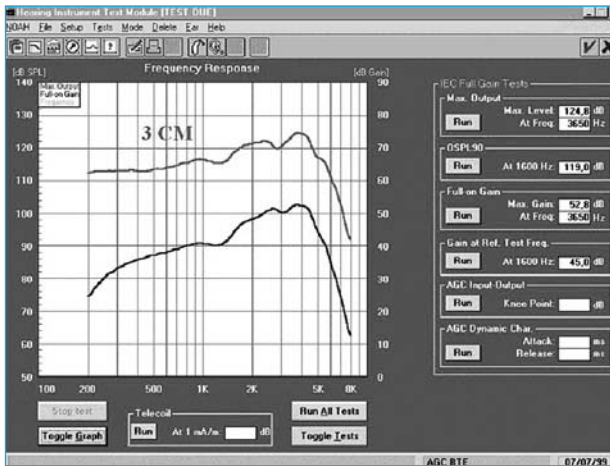 Hearing Instrument Test Module [TEST DUE]
NOAH File Setup Tests Mode Delete Ear Help
[dB SPL] Frequency Response [dB Gain]
Max. Output
Full-on Gain
Frequency
3 CM
140
130
120
110
100
90
80
70
60
50
90
80
70
60
50
40
30
20
10
0
100 200 500 1K 2K 5K 8K
IEC Full Gain Tests
Max. Output
Max. Level: 124,8 dB
Run At Freq: 3650 Hz
OSPL90
Run At 1600 Hz: 119,0 dB
Full-on Gain
Max. Gain: 52,8 dB
Run At Freq: 3650 Hz
Gain at Ref. Test Freq.
Run At 1600 Hz: 45,0 dB
AGC Input-Output
Run Knee Point: dB
AGC Dynamic Char.
Attack: ms
Run Release: ms
Stop test
Toggle Graph
Telecoil
Run At 1 mA/m: dB
Run All Tests
Toggle Tests
AGC BTE 07/07/99